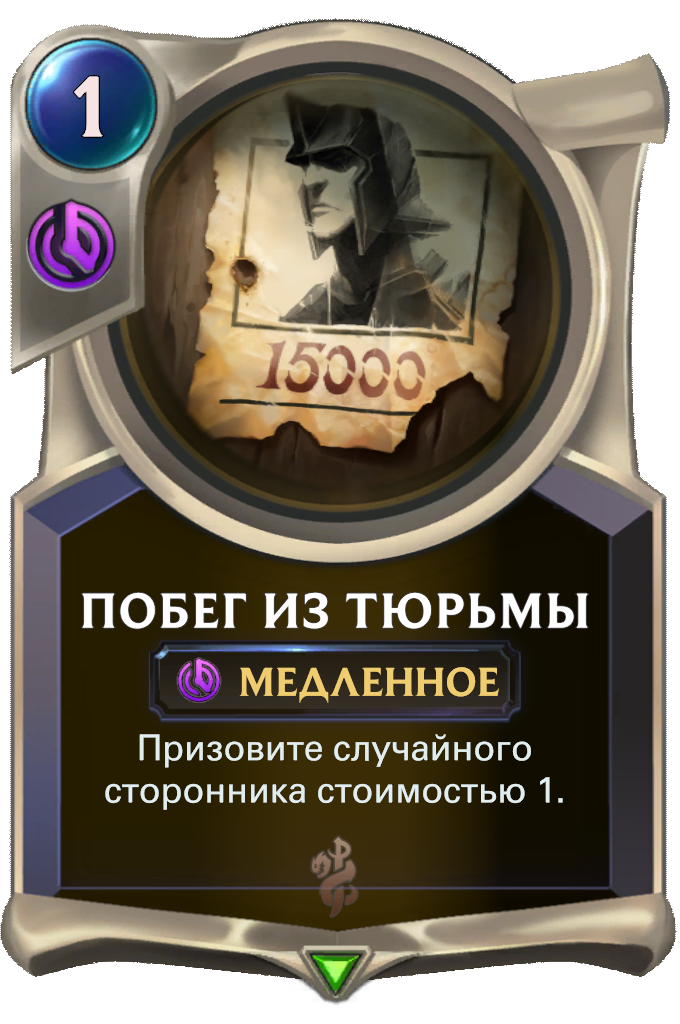 1
15000
ПОБЕГ ИЗ ТЮРЬМЫ
МЕДЛЕННОЕ
Призовите случайного
сторонника стоимостью 1.